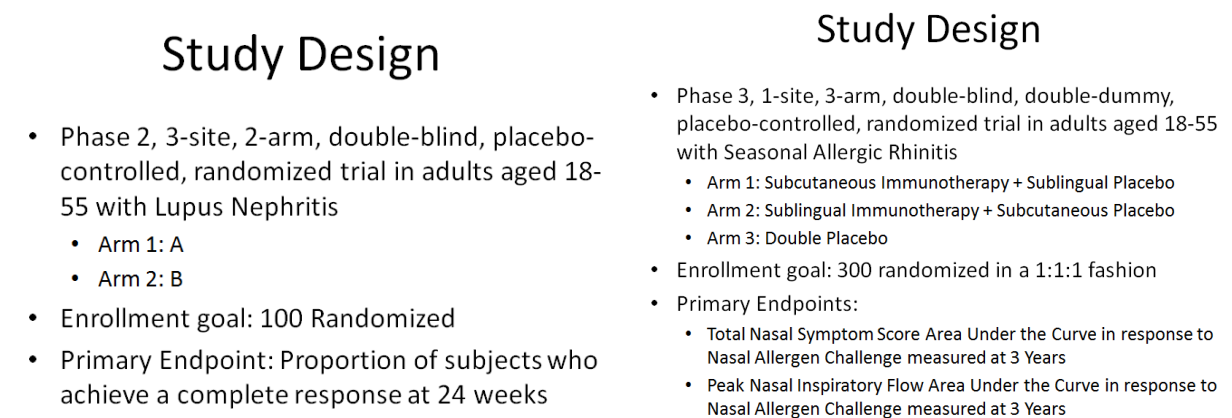 Study Design
• Phase 2, 3-site, 2-arm, double-blind, placebo-
controlled, randomized trial in adults aged 18-
55 with Lupus Nephritis
• Arm 1: A
• Arm 2: B
• Enrollment goal: 100 Randomized
• Primary Endpoint: Proportion of subjects who
achieve a complete response at 24 weeks
Study Design
• Phase 3, 1-site, 3-arm, double-blind, double-dummy,
placebo-controlled, randomized trial in adults aged 18-55
with Seasonal Allergic Rhinitis
• Arm 1: Subcutaneous Immunotherapy + Sublingual Placebo
• Arm 2: Sublingual Immunotherapy + Subcutaneous Placebo
• Arm 3: Double Placebo
• Enrollment goal: 300 randomized in a 1:1:1 fashion
• Primary Endpoints:
• Total Nasal Symptom Score Area Under the Curve in response to
Nasal Allergen Challenge measured at 3 Years
• Peak Nasal Inspiratory Flow Area Under the Curve in response to
Nasal Allergen Challenge measured at 3 Years